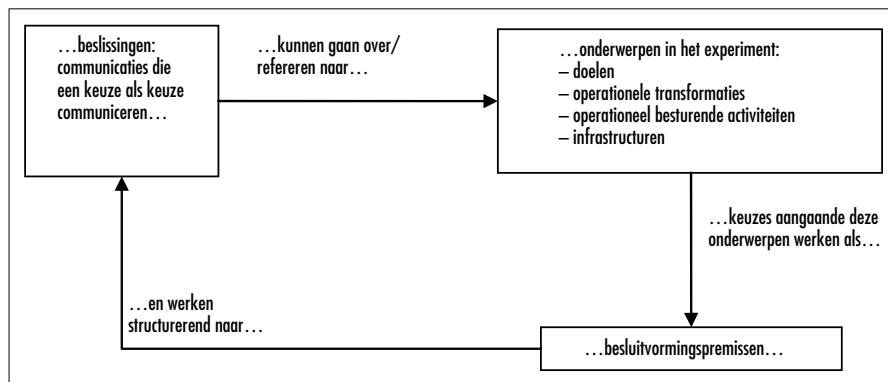 …beslissingen:
communicaties die
een keuze als keuze
communiceren…
…kunnen gaan over/
refereren naar…
…onderwerpen in het experiment:
– doelen
– operationele transformaties
– operationeel besturende activiteiten
– infrastructuren
…keuzes aangaande deze
onderwerpen werken als…
…en werken
structurerend naar…
…besluitvormingspremissen…